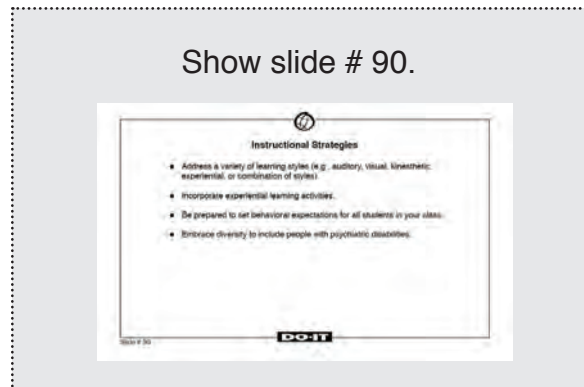 Show slide # 90.
Instructional Strategies
• Address a variety of learning styles (e.g., auditory, visual, kinesthetic,
experiential, or combination of styles).
• Incorporate experiential learning activities.
• Be prepared to set behavioral expectations for all students in your class.
• Embrace diversity to include people with psychiatric disabilities.
DO-IT
Slide # 90